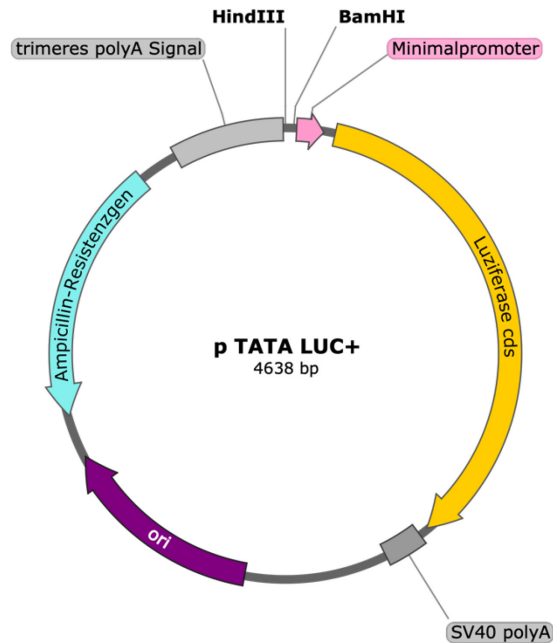 HindIII
BamHI
trimeres polyA Signal
Minimalpromoter
Ampicillin-Resistenzgen
Luziferase cds
p TATA LUC+
4638 bp
ori
SV40 polyA